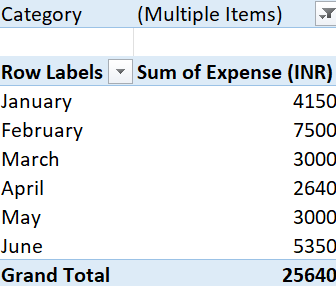 Category (Multiple Items)
Row Labels Sum of Expense (INR)
January 4150
February 7500
March 3000
April 2640
May 3000
June 5350
Grand Total 25640